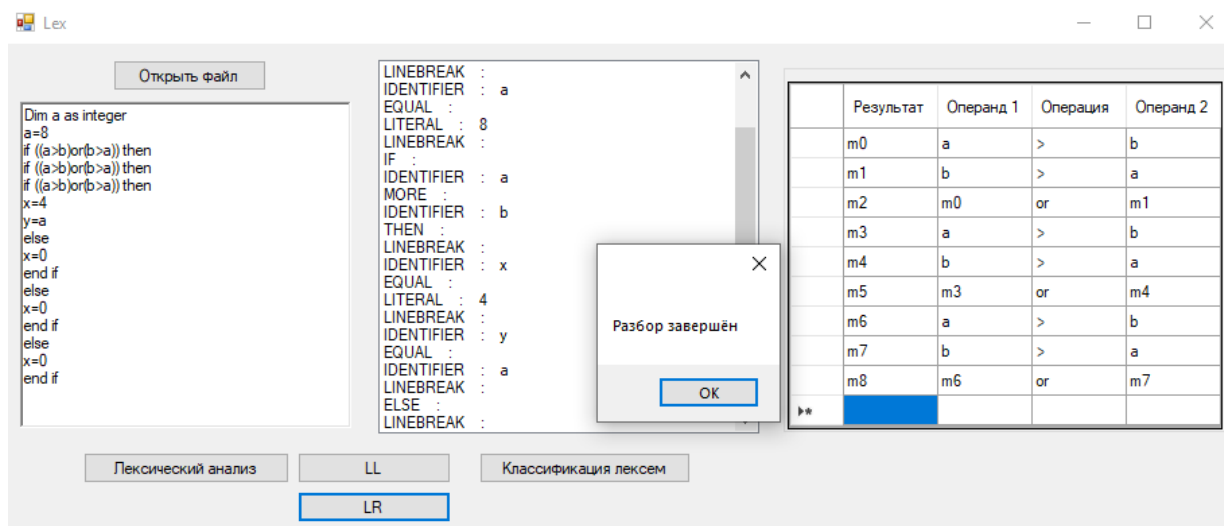 Lex
Открыть файл
Dim a as integer
a=8
if ((a>b)or(b>a)) then
if ((a>b)or(b>a)) then
if ((a>b)or(b>a)) then
x=4
y=a
else
x=0
end if
else
x=0
end if
else
x=0
end if
LINEBREAK :
IDENTIFIER : a
EQUAL :
LITERAL : 8
LINEBREAK :
IF :
IDENTIFIER : a
MORE :
IDENTIFIER : b
THEN :
LINEBREAK :
IDENTIFIER : x
EQUAL :
LITERAL : 4
LINEBREAK :
IDENTIFIER : y
EQUAL :
IDENTIFIER : a
LINEBREAK :
ELSE :
LINEBREAK :
Разбор завершён
OK
Результат Операнд 1 Операция Операнд 2
m0 a > b
m1 b > a
m2 m0 or m1
m3 a > b
m4 b > a
m5 m3 or m4
m6 a > b
m7 b > a
m8 m6 or m7
Лексический анализ
LL
Классификация лексем
LR